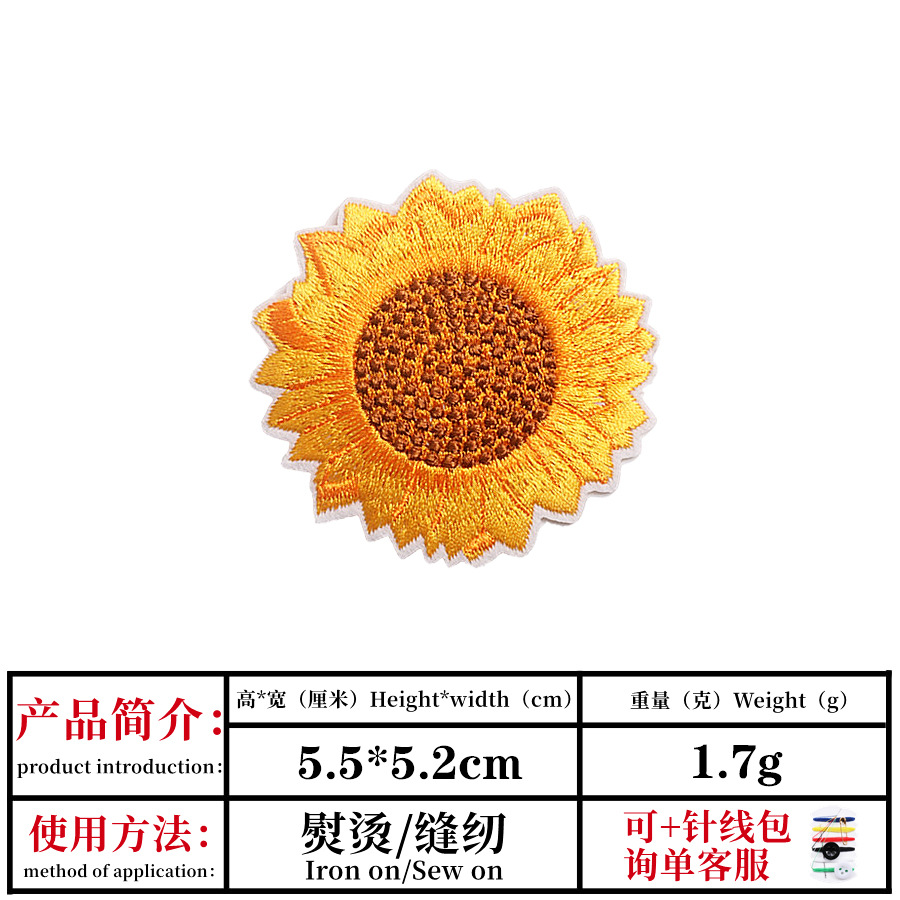 产品简介：
product introduction：
高*宽（厘米）Height*width（cm）
5.5*5.2cm
重量（克）Weight（g）
1.7g
使用方法：
method of application：
熨烫/缝纫
Iron on/Sew on
可+针线包
询单客服